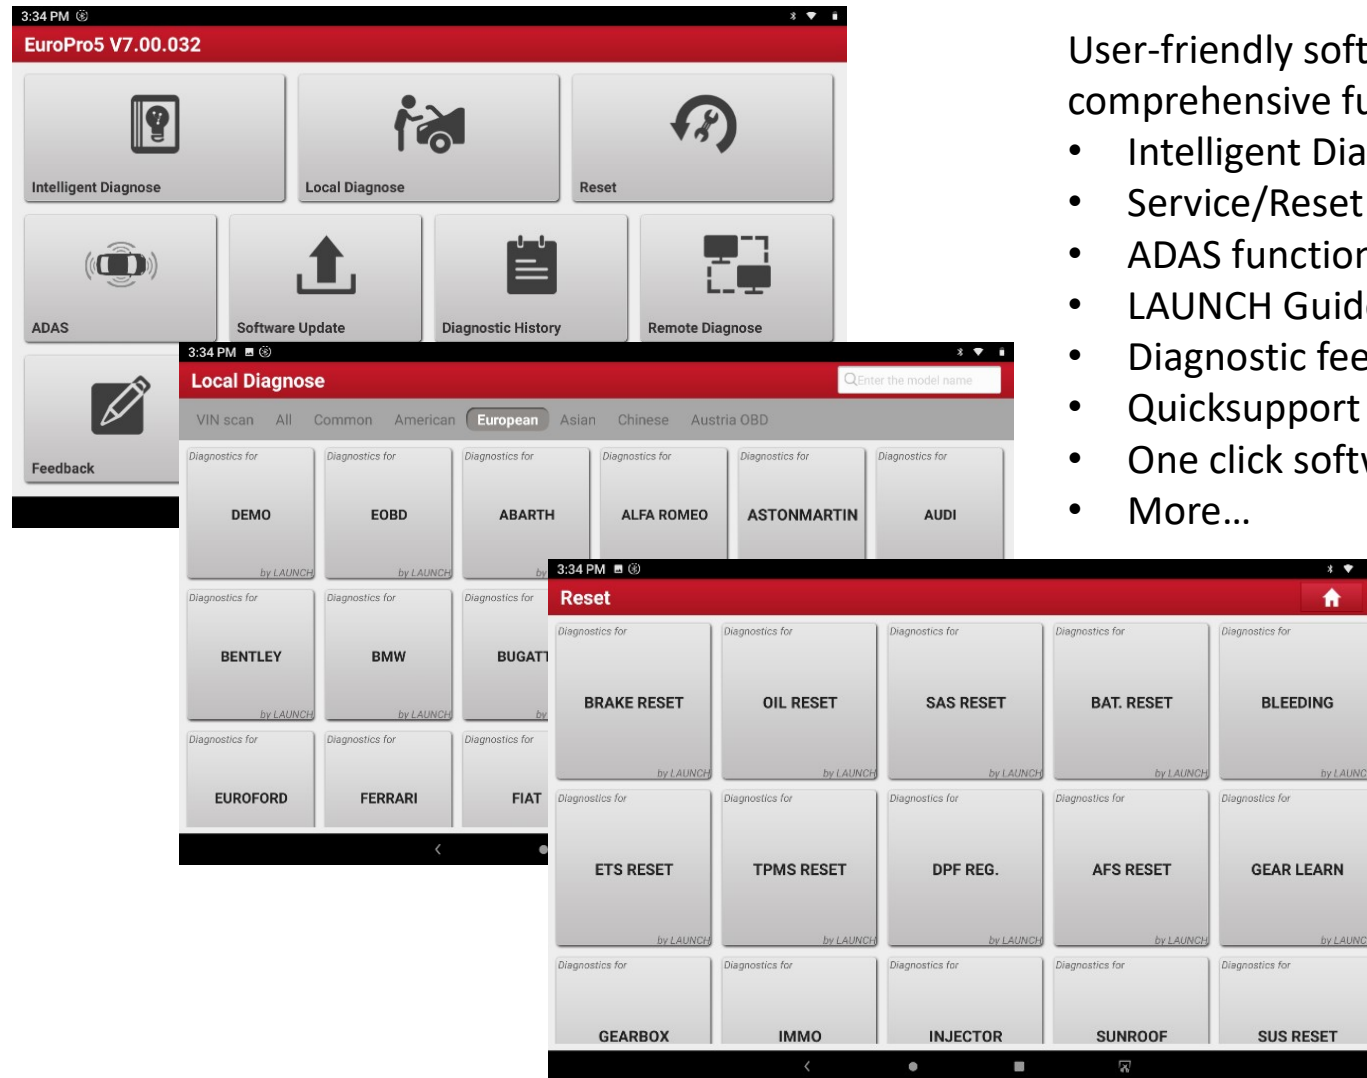 3:34 PM
EuroPro5 V7.00.032
Intelligent Diagnose
Local Diagnose
Reset
ADAS
Software Update
Diagnostic History
Remote Diagnose
Feedback
User-friendly
comprehensive
• Intelligent
• Service/Reset
• ADAS
• LAUNCH
• Diagnostic
• Quicksupport
• One click
• More…
3:34 PM
Local Diagnose
Enter the model name
VIN scan All Common American European Asian Chinese Austria OBD
Diagnostics for Diagnostics for Diagnostics for Diagnostics for Diagnostics for Diagnostics for
DEMO EOBD ABARTH ALFA ROMEO ASTONMARTIN AUDI
by LAUNCH by LAUNCH by
Diagnostics for Diagnostics for Diagnostics for
BENTLEY BMW
by LAUNCH by LAUNCH by
Diagnostics for Diagnostics for Diagnostics for
EUROFORD FERRARI FIAT
3:34 PM
Reset
Diagnostics for Diagnostics for Diagnostics for Diagnostics for Diagnostics for
BRAKE RESET OIL RESET SAS RESET BAT. RESET BLEEDING
by LAUNCH by LAUNCH by LAUNCH by LAUNCH by
Diagnostics for Diagnostics for Diagnostics for Diagnostics for Diagnostics for
ETS RESET TPMS RESET DPF REG. AFS RESET GEAR LEARN
by LAUNCH by LAUNCH by LAUNCH by LAUNCH by
Diagnostics for Diagnostics for Diagnostics for Diagnostics for Diagnostics for
GEARBOX IMMO INJECTOR SUNROOF SUS RESET